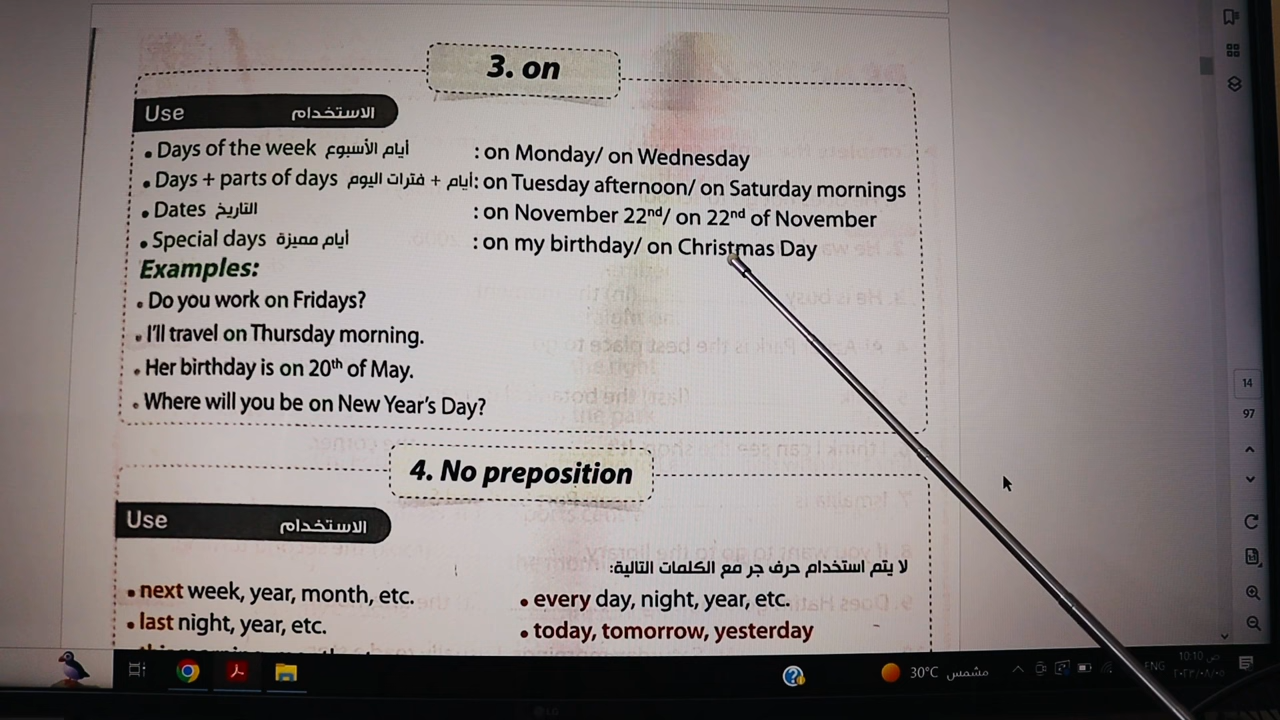 3. on
Use الاستخدام
• Days of the week أيام الأسبوع : on Monday/ on Wednesday
• Days + parts of days أيام + فترات اليوم : on Tuesday afternoon/ on Saturday mornings
• Dates التاريخ : on November 22nd/ on 22nd of November
• Special days أيام مميزة : on my birthday/ on Christmas Day
Examples:
• Do you work on Fridays?
• I'll travel on Thursday morning.
• Her birthday is on 20th of May.
• Where will you be on New Year's Day?
4. No preposition
Use الاستخدام
لا يتم استخدام حرف جر مع الكلمات التالية:
• next week, year, month, etc. • every day, night, year, etc.
• last night, year, etc. • today, tomorrow, yesterday
14
97
30°C مشمس
ENG
10:10 ص
LG